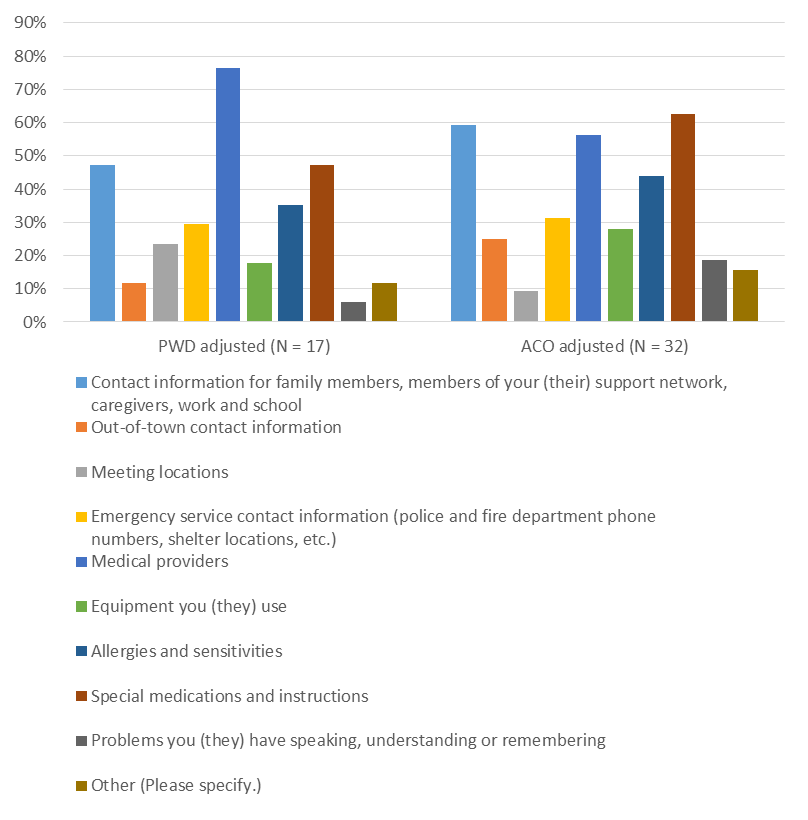 90%
80%
70%
60%
50%
40%
30%
20%
10%
0%
PWD adjusted (N = 17)
ACO adjusted (N = 32)
Contact information for family members, members of your (their) support network,
caregivers, work and school
Out-of-town contact information
Meeting locations
Emergency service contact information (police and fire department phone
numbers, shelter locations, etc.)
Medical providers
Equipment you (they) use
Allergies and sensitivities
Special medications and instructions
Problems you (they) have speaking, understanding or remembering
Other (Please specify.)